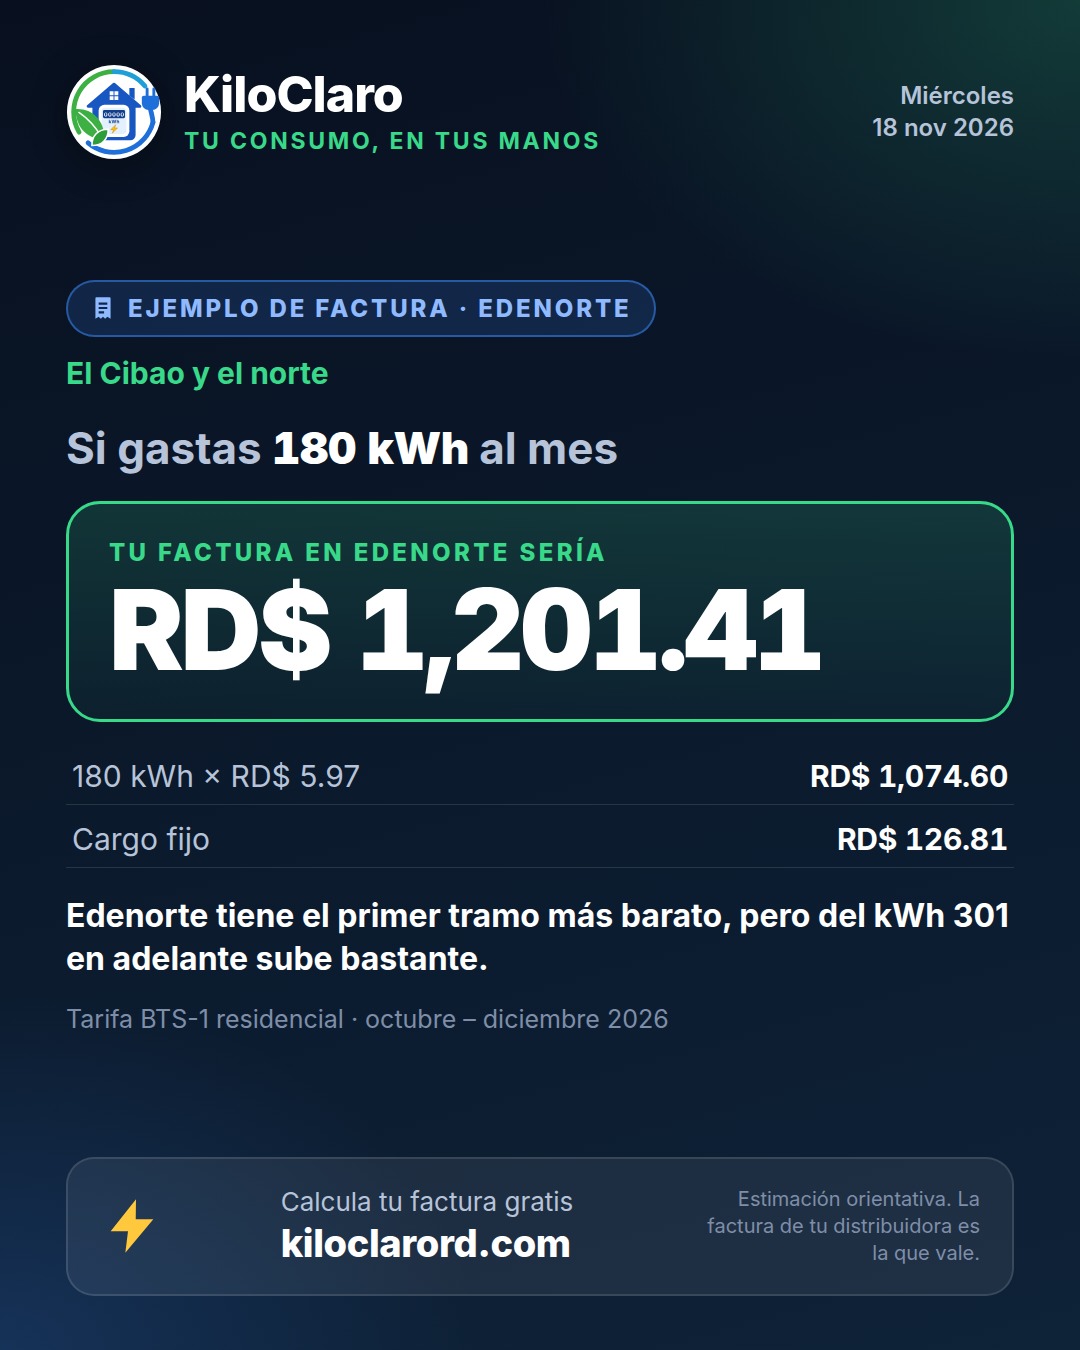 KiloClaro
TU CONSUMO, EN TUS MANOS
Miércoles
18 nov 2026
EJEMPLO DE FACTURA · EDENORTE
El Cibao y el norte
Si gastas 180 kWh al mes
TU FACTURA EN EDENORTE SERÍA
RD$ 1,201.41
180 kWh × RD$ 5.97
RD$ 1,074.60
Cargo fijo
RD$ 126.81
Edenorte tiene el primer tramo más barato, pero del kWh 301
en adelante sube bastante.
Tarifa BTS-1 residencial · octubre – diciembre 2026
Calcula tu factura gratis
kiloclarord.com
Estimación orientativa. La
factura de tu distribuidora es
la que vale.